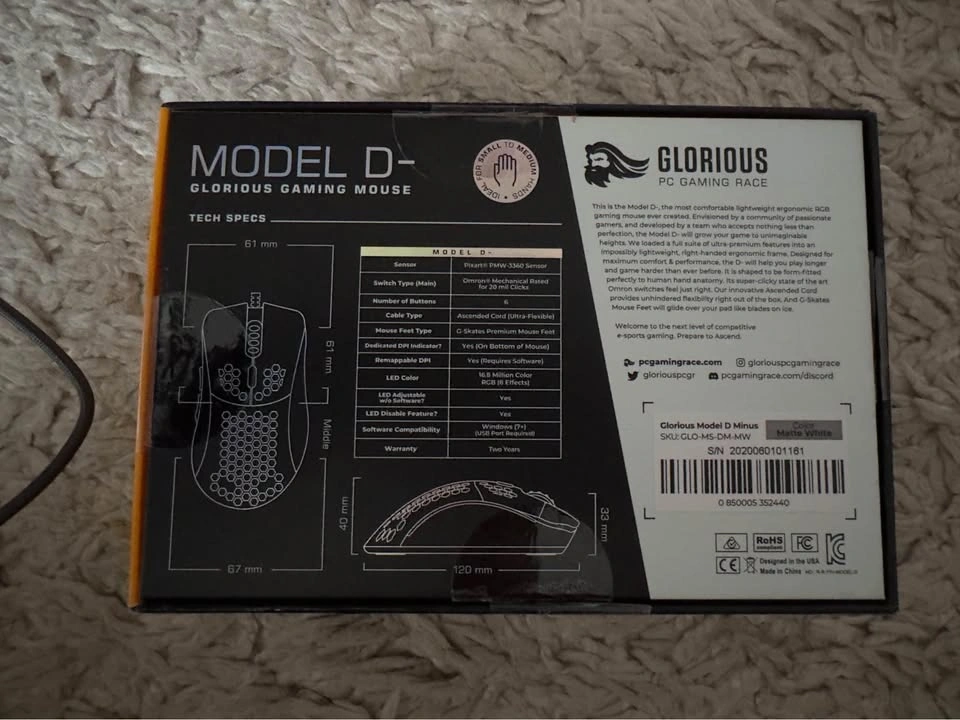 MODEL D-
GLORIOUS GAMING MOUSE
IDEAL FOR SMALL TO MEDIUM HANDS •
TECH SPECS
61 mm
61 mm
Middle
67 mm
MODEL D-
Sensor Pixart® PMW-3360 Sensor
Switch Type (Main) Omron® Mechanical Rated
for 20 mil Clicks
Number of Buttons 6
Cable Type Ascended Cord (Ultra-Flexible)
Mouse Feet Type G-Skates Premium Mouse Feet
Dedicated DPI Indicator? Yes (On Bottom of Mouse)
Remappable DPI Yes (Requires Software)
LED Color 16.8 Million Color
RGB (6 Effects)
LED Adjustable
w/o Software? Yes
LED Disable Feature? Yes
Software Compatibility Windows (7+)
(USB Port Required)
Warranty Two Years
40 mm
33 mm
120 mm
GLORIOUS
PC GAMING RACE
This is the Model D-, the most comfortable lightweight ergonomic RGB
gaming mouse ever created. Envisioned by a community of passionate
gamers, and developed by a team who accepts nothing less than
perfection, the Model D- will grow your game to unimaginable
heights. We loaded a full suite of ultra-premium features into an
impossibly lightweight, right-handed ergonomic frame. Designed for
maximum comfort & performance, the D- will help you play longer
and game harder than ever before. It is shaped to be form-fitted
perfectly to human hand anatomy. Its super-clicky state of the art
Omron switches feel just right. Our innovative Ascended Cord
provides unhindered flexibility right out of the box. And G-Skates
Mouse Feet will glide over your pad like blades on ice.
Welcome to the next level of competitive
e-sports gaming. Prepare to Ascend.
pcgamingrace.com gloriouspcgamingrace
gloriouspcgr pcgamingrace.com/discord
Glorious Model D Minus
SKU: GLO-MS-DM-MW
Color
Matte White
S/N 2020060101161
0 850005 352440
RoHS
compliant
FC
CE
Designed in the USA
Made in China